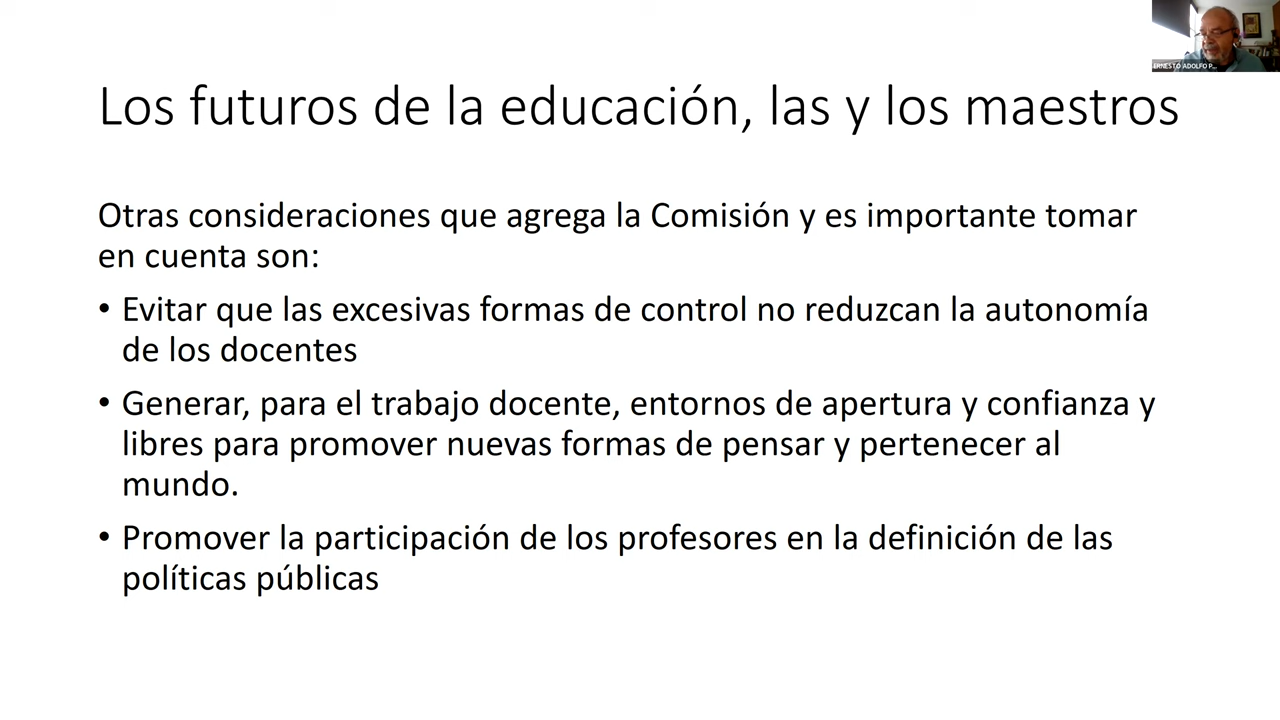 ERNESTO ADOLFO P...
Los futuros de la educación, las y los maestros
Otras consideraciones que agrega la Comisión y es importante tomar
en cuenta son:
• Evitar que las excesivas formas de control no reduzcan la autonomía
de los docentes
• Generar, para el trabajo docente, entornos de apertura y confianza y
libres para promover nuevas formas de pensar y pertenecer al
mundo.
• Promover la participación de los profesores en la definición de las
políticas públicas